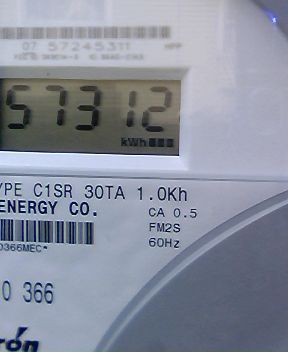 07 57245311
57312
kWh
YPE C1SR 30TA 1.0Kh
ENERGY CO.
CA 0.5
FM2S
60Hz
0366MEC*
0 366
rón